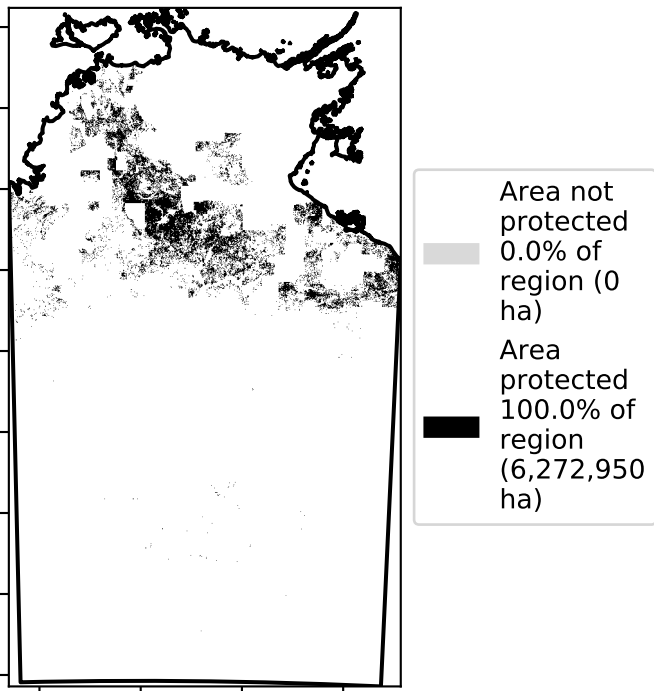 Area not
protected
0.0% of
region (0
ha)
Area
protected
100.0% of
region
(6,272,950
ha)